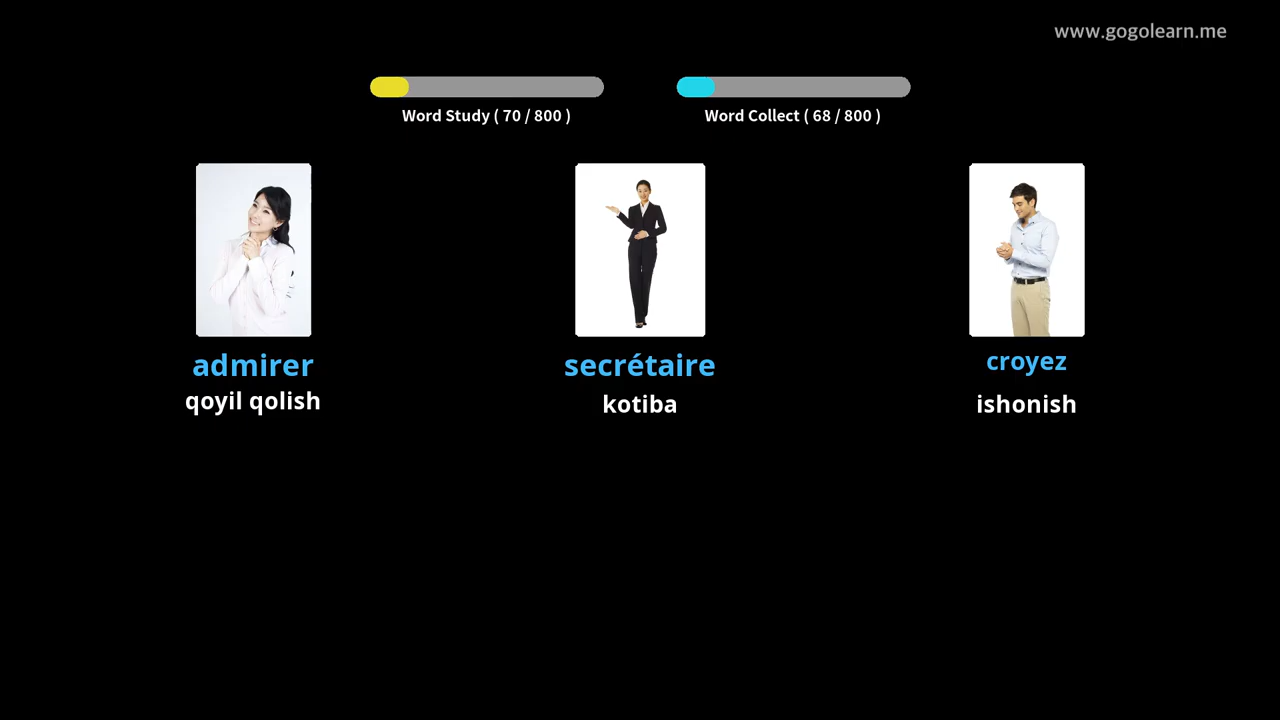 www.gogolearn.me
Word Study ( 70 / 800 )
Word Collect ( 68 / 800 )
admirer
qoyil qolish
secrétaire
kotiba
croyez
ishonish